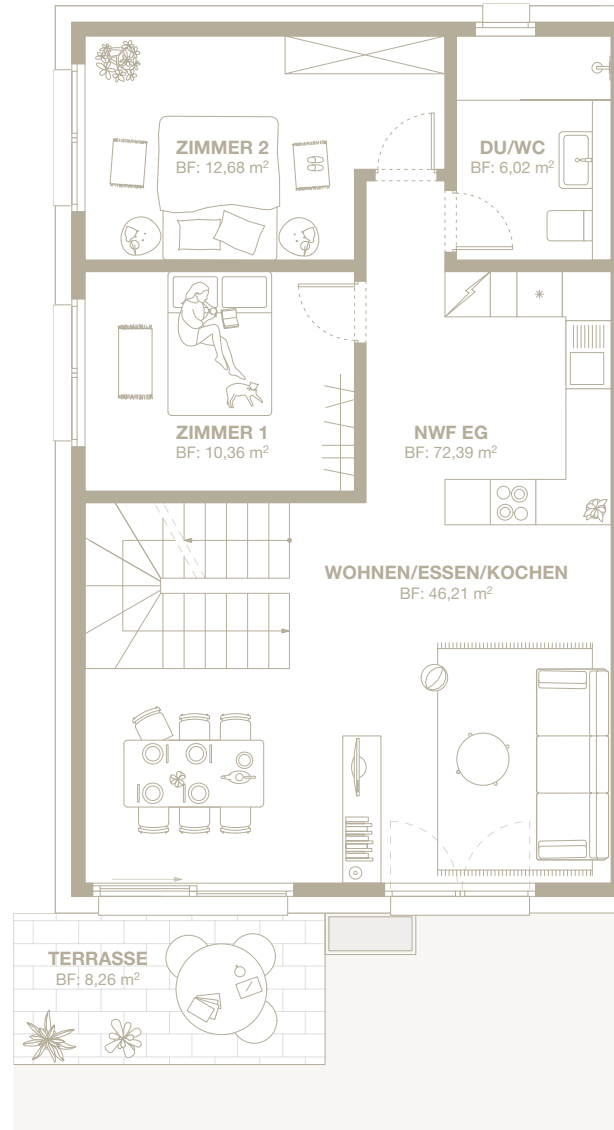 ZIMMER 2
BF: 12,68 m²
DU/WC
BF: 6,02 m²
ZIMMER 1
BF: 10,36 m²
NWF EG
BF: 72,39 m²
WOHNEN/ESSEN/KOCHEN
BF: 46,21 m²
TERRASSE
BF: 8,26 m²